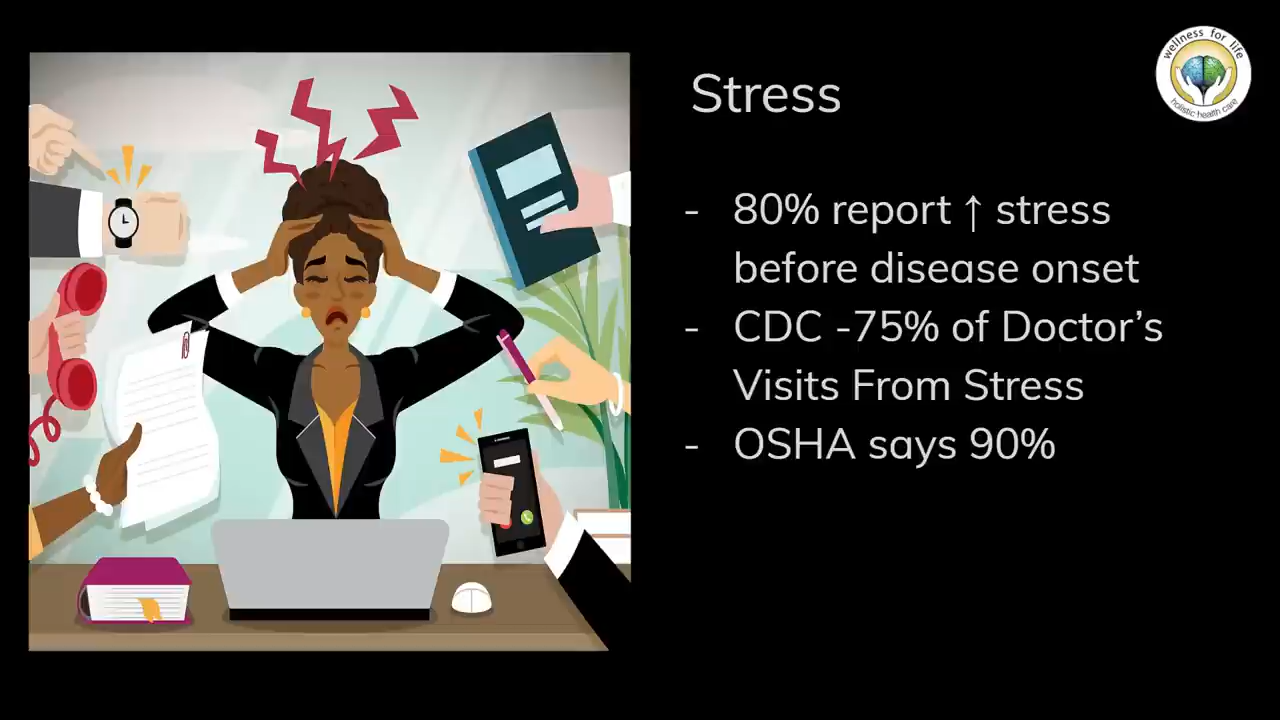 wellness for life
holistic health care
Stress
- 80% report ↑ stress
before disease onset
- CDC -75% of Doctor’s
Visits From Stress
- OSHA says 90%